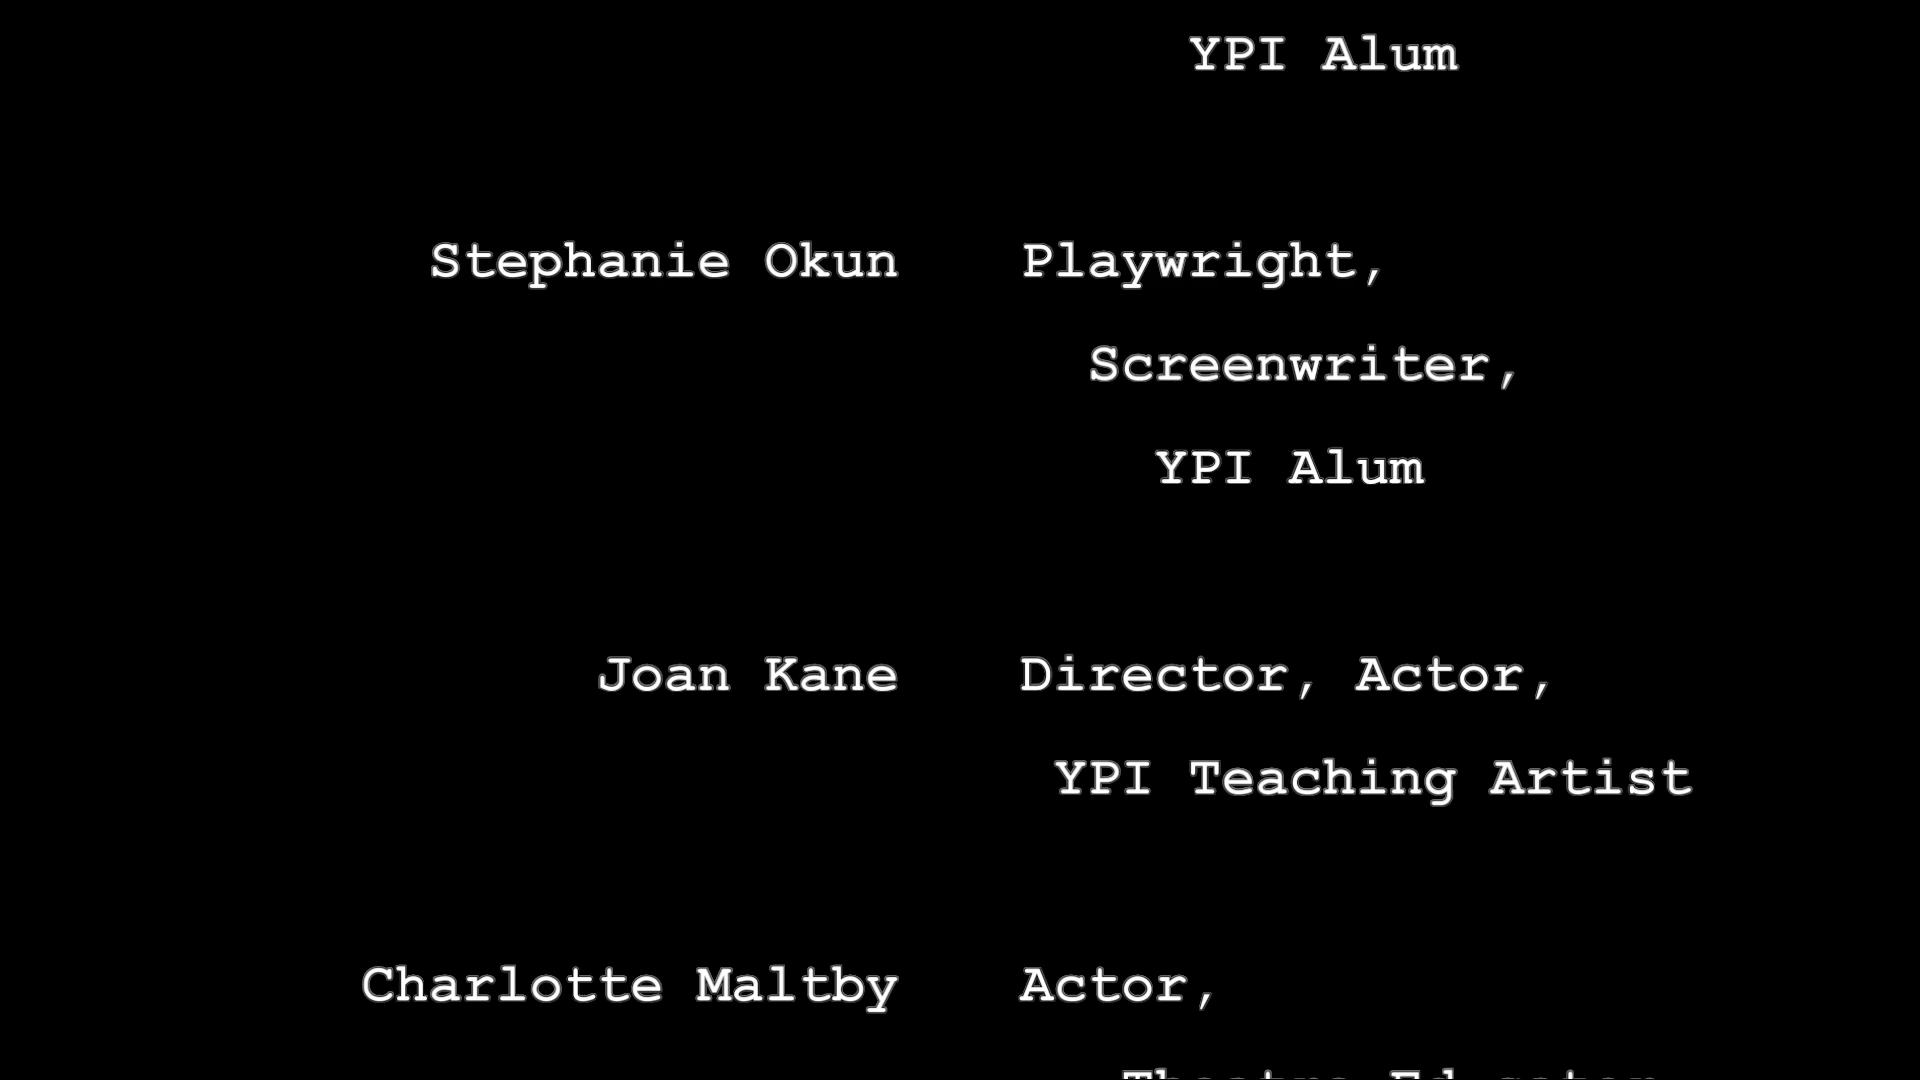 YPI Alum
Stephanie Okun Playwright,
Screenwriter,
YPI Alum
Joan Kane Director, Actor,
YPI Teaching Artist
Charlotte Maltby Actor,